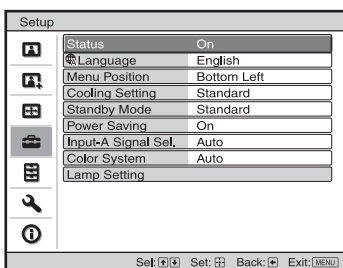 Setup
Status On
Language English
Menu Position Bottom Left
Cooling Setting Standard
Standby Mode Standard
Power Saving On
Input-A Signal Sel. Auto
Color System Auto
Lamp Setting
Sel: Set: Back: Exit: MENU